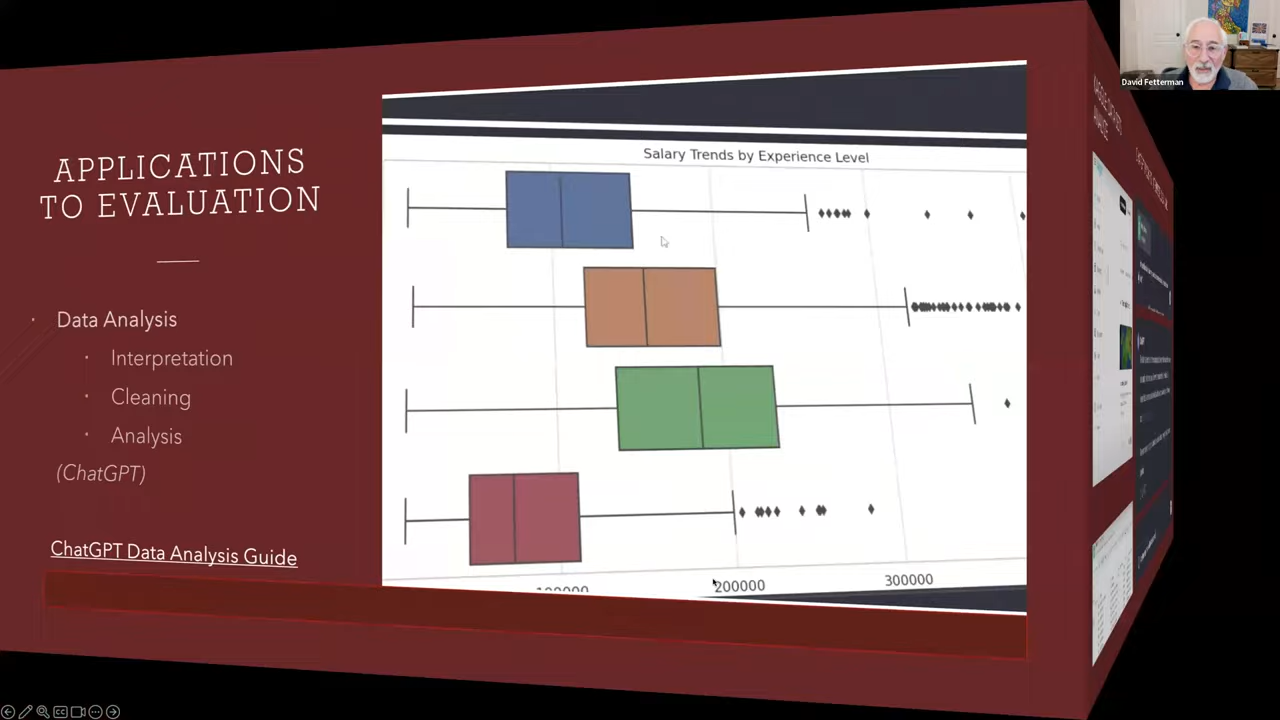 David Fetterman
APPLICATIONS
TO EVALUATION
Data Analysis
Interpretation
Cleaning
Analysis
(ChatGPT)
ChatGPT Data Analysis Guide
Salary Trends by Experience Level
200000
300000